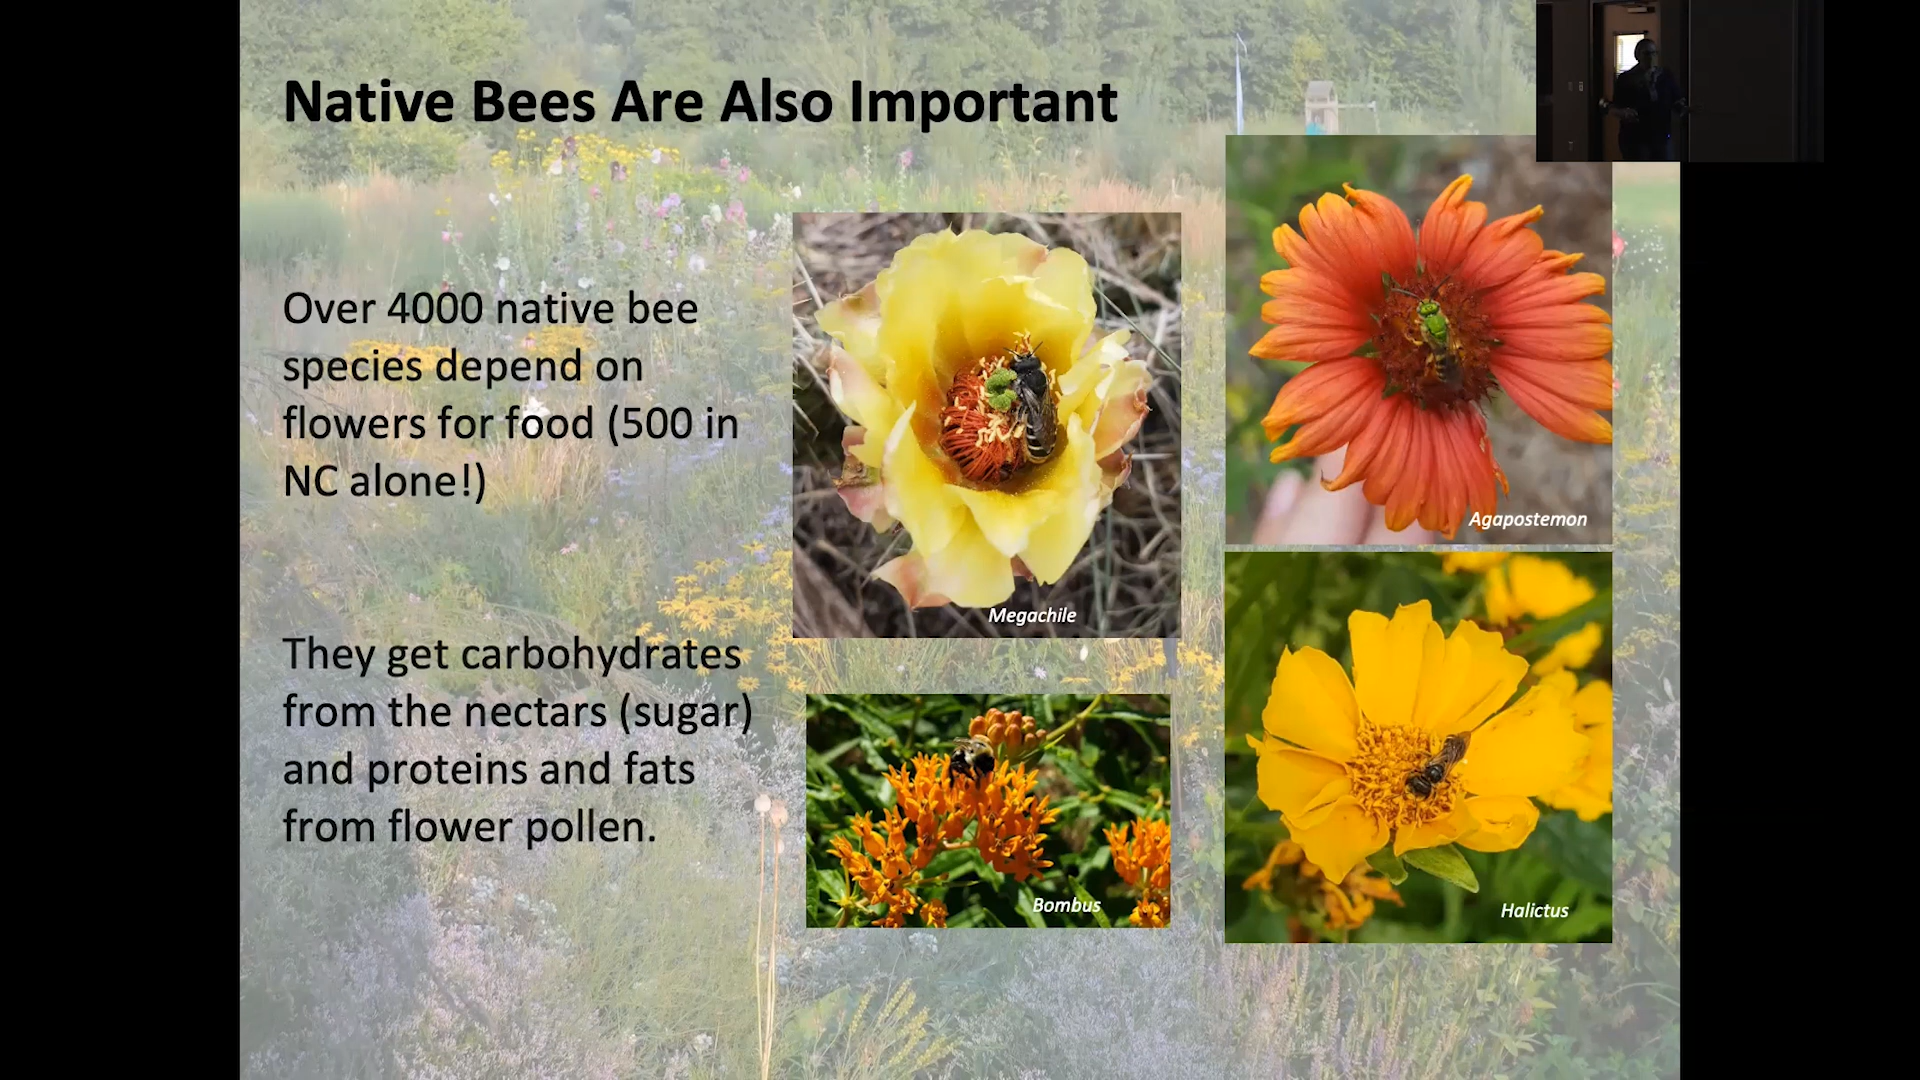 Native Bees Are Also Important
Over 4000 native bee
species depend on
flowers for food (500 in
NC alone!)
They get carbohydrates
from the nectars (sugar)
and proteins and fats
from flower pollen.
Megachile
Agapostemon
Bombus
Halictus